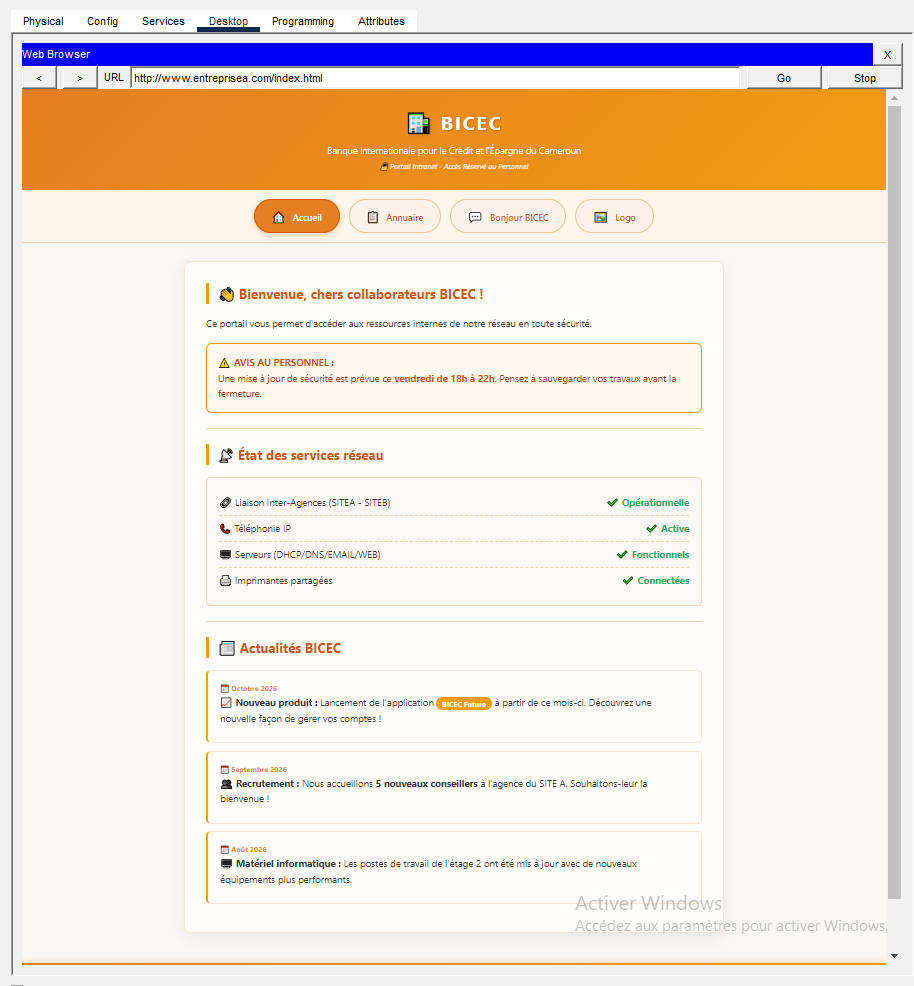 Physical Config Services Desktop Programming Attributes
Web Browser X
< > URL http://www.entreprisea.com/index.html Go Stop
BICEC
Banque Internationale pour le Credit et l'Épargne du Cameroun
Portail Intranet - Accès Réservé au Personnel
Accueil Annuaire Bonjour BICEC Logo
Bienvenue, chers collaborateurs BICEC !
Ce portail vous permet d'accéder aux ressources internes de notre réseau en toute sécurité.
AVIS AU PERSONNEL :
Une mise à jour de sécurité est prévue ce vendredi de 18h à 22h. Pensez à sauvegarder vos travaux avant la
fermeture.
État des services réseau
Liaison Inter-Agences (SITEA - SITEB) Opérationnelle
Téléphonie IP Active
Serveurs (DHCP/DNS/EMAIL/WEB) Fonctionnels
Imprimantes partagées Connectées
Actualités BICEC
Octobre 2026
Nouveau produit : Lancement de l'application BICEC Future à partir de ce mois-ci. Découvrez une
nouvelle façon de gérer vos comptes !
Septembre 2026
Recrutement : Nous accueillons 5 nouveaux conseillers à l'agence du SITE A. Souhaitons-leur la
bienvenue !
Août 2026
Matériel informatique : Les postes de travail de l'étage 2 ont été mis à jour avec de nouveaux
équipements plus performants.
Activer Windows
Accédez aux paramètres pour activer Windows.